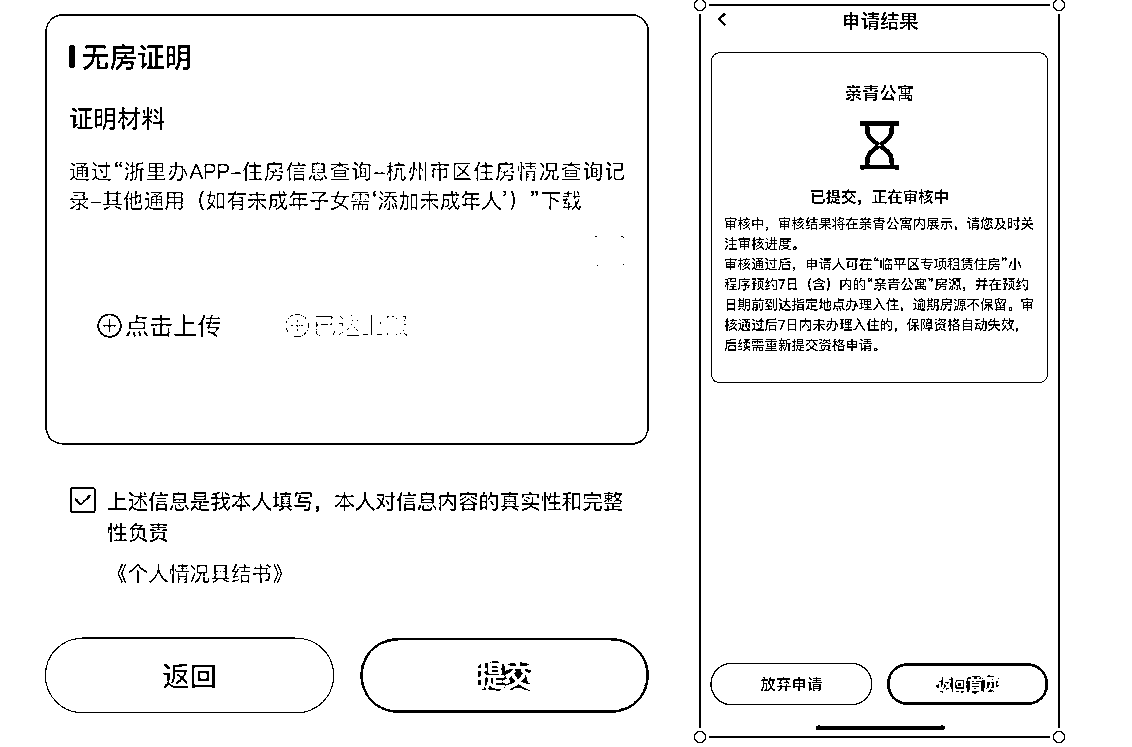 无房证明
证明材料
通过“浙里办APP-住房信息查询-杭州市区住房情况查询记
录-其他通用（如有未成年子女需‘添加未成年人’）”下载
点击上传
已达上限
上述信息是我本人填写，本人对信息内容的真实性和完整
性负责
《个人情况具结书》
返回
提交
申请结果
亲青公寓
已提交，正在审核中
审核中，审核结果将在亲青公寓内展示，请您及时关
注审核进度。
审核通过后，申请人可在“临平区专项租赁住房”小
程序预约7日（含）内的“亲青公寓”房源，并在预约
日期前到达指定地点办理入住，逾期房源不保留。审
核通过后7日内未办理入住的，保障资格自动失效，
后续需重新提交资格申请。
放弃申请
返回首页